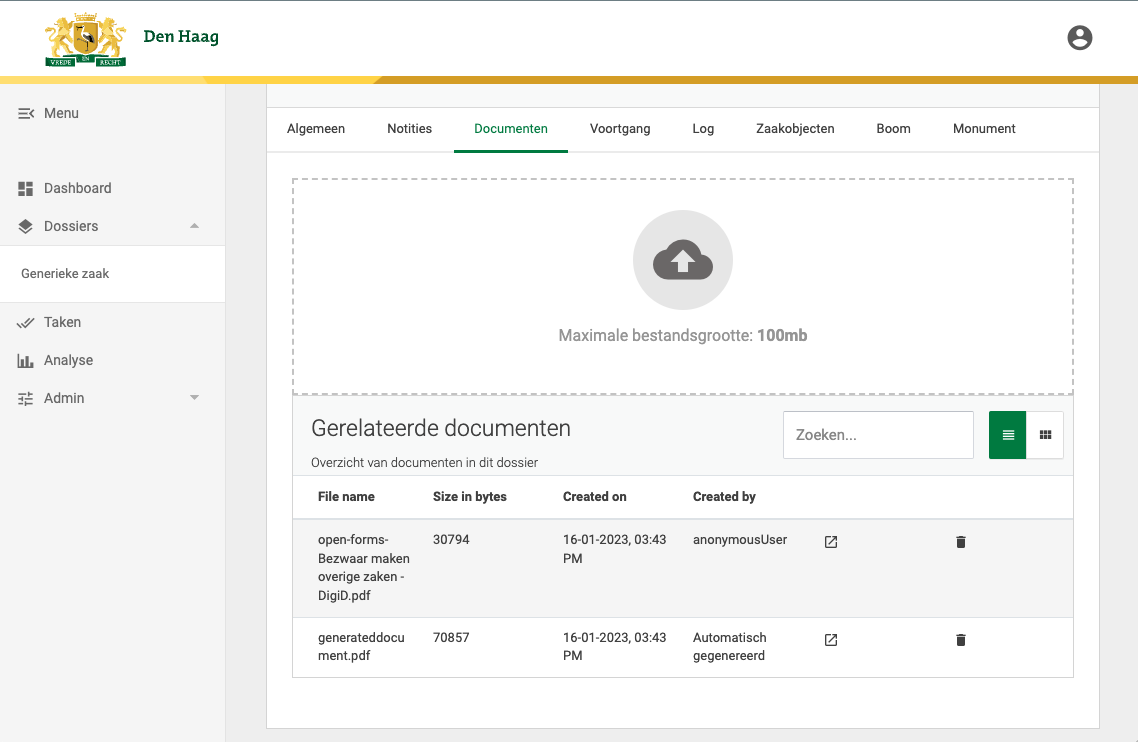 VREDE EN RECHT
Den Haag
Menu
Dashboard
Dossiers
Generieke zaak
Taken
Analyse
Admin
Algemeen Notities Documenten Voortgang Log Zaakobjecten Boom Monument
Maximale bestandsgrootte: 100mb
Gerelateerde documenten
Overzicht van documenten in dit dossier
Zoeken...
File name Size in bytes Created on Created by
open-forms- 30794 16-01-2023, 03:43 anonymousUser
Bezwaar maken PM
overige zaken -
DigiD.pdf
generateddocu 70857 16-01-2023, 03:43 Automatisch
ment.pdf PM gegenereerd